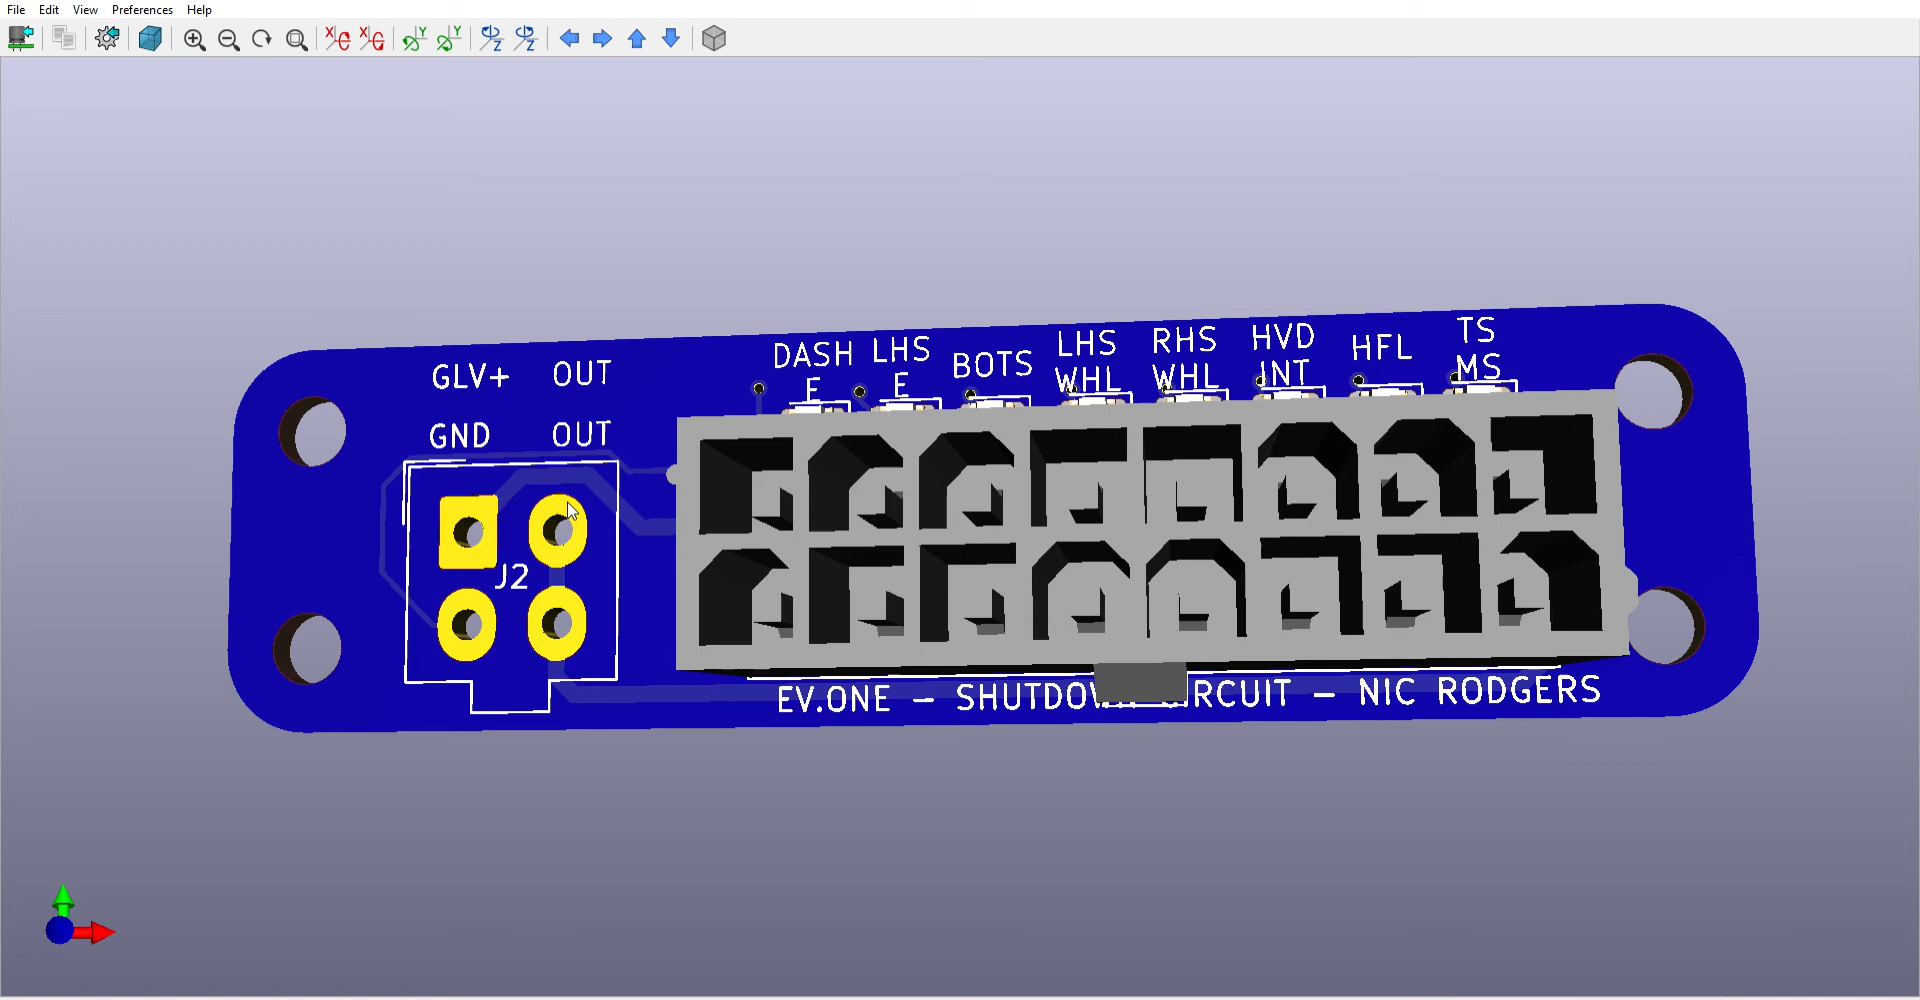 File Edit View Preferences Help
GLV+ OUT
GND OUT
DASH E
LHS E
BOTS
LHS WHL
RHS WHL
HVD INT
HFL
TS MS
J2
EV.ONE – SHUTDO RCUIT – NIC RODGERS